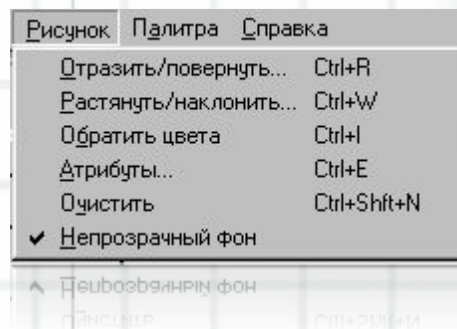 Рисунок Палитра Справка
Отразить/повернуть... Ctrl+R
Растянуть/наклонить... Ctrl+W
Обратить цвета Ctrl+I
Атрибуты... Ctrl+E
Очистить Ctrl+Shft+N
✔ Непрозрачный фон